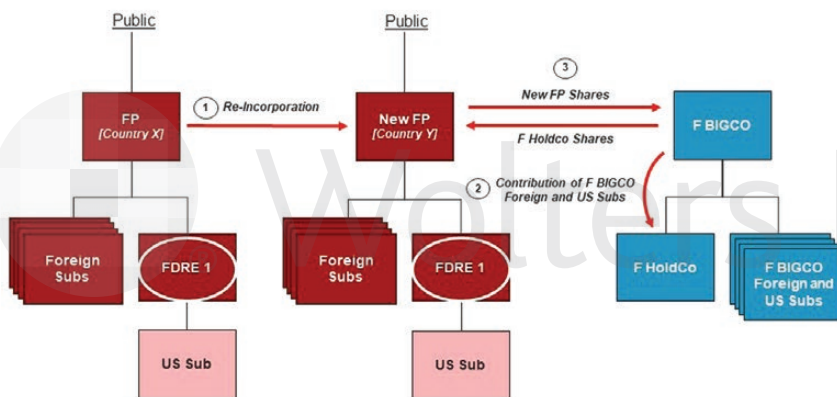 Public
Public
FP
[Country X]
1
Re-Incorporation
New FP
[Country Y]
3
New FP Shares
F Holdco Shares
F BIGCO
2
Contribution of F BIGCO
Foreign and US Subs
Foreign
Subs
FDRE 1
Foreign
Subs
FDRE 1
F HoldCo
F BIGCO
Foreign and
US Subs
US Sub
US Sub
Wolters